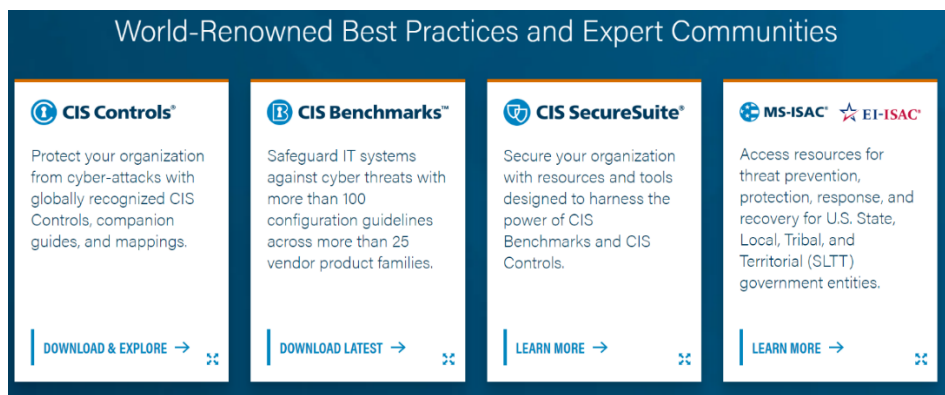 World-Renowned Best Practices and Expert Communities
CIS Controls®
Protect your organization
from cyber-attacks with
globally recognized CIS
Controls, companion
guides, and mappings.
DOWNLOAD & EXPLORE →
CIS Benchmarks™
Safeguard IT systems
against cyber threats with
more than 100
configuration guidelines
across more than 25
vendor product families.
DOWNLOAD LATEST →
CIS SecureSuite®
Secure your organization
with resources and tools
designed to harness the
power of CIS
Benchmarks and CIS
Controls.
LEARN MORE →
MS-ISAC® EI-ISAC®
Access resources for
threat prevention,
protection, response, and
recovery for U.S. State,
Local, Tribal, and
Territorial (SLTT)
government entities.
LEARN MORE →